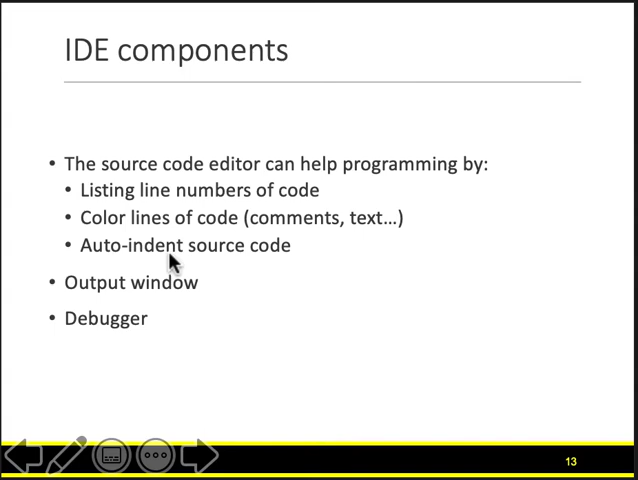 IDE components
• The source code editor can help programming by:
• Listing line numbers of code
• Color lines of code (comments, text…)
• Auto-indent source code
• Output window
• Debugger
13